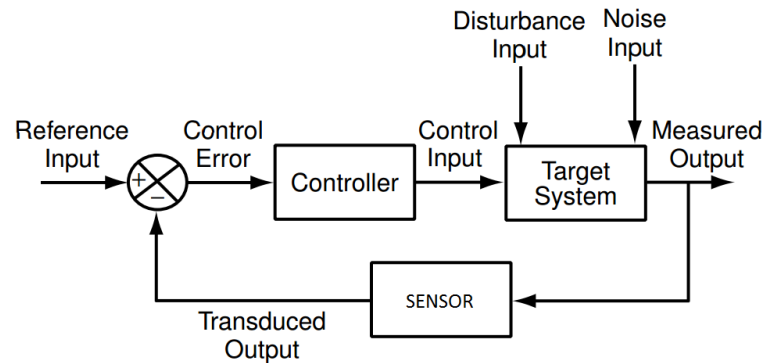 Disturbance
Input
Noise
Input
Reference
Input
Control
Error
Control
Input
Measured
Output
+
−
Controller
Target
System
SENSOR
Transduced
Output